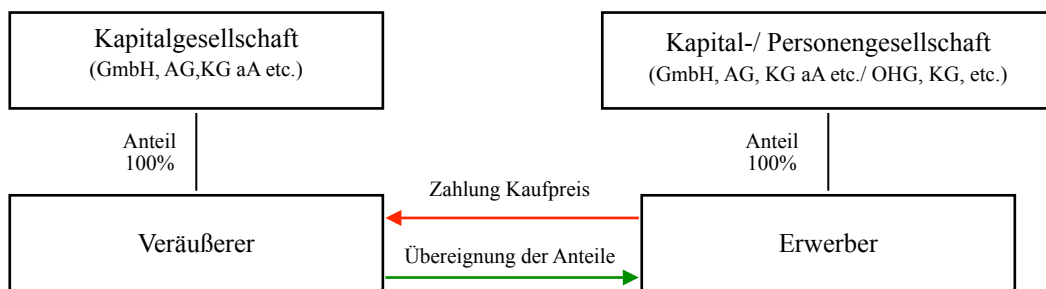 Kapitalgesellschaft
(GmbH, AG,KG aA etc.)
Kapital-/ Personengesellschaft
(GmbH, AG, KG aA etc./ OHG, KG, etc.)
Anteil
100%
Anteil
100%
Zahlung Kaufpreis
Veräußerer
Übereignung der Anteile
Erwerber